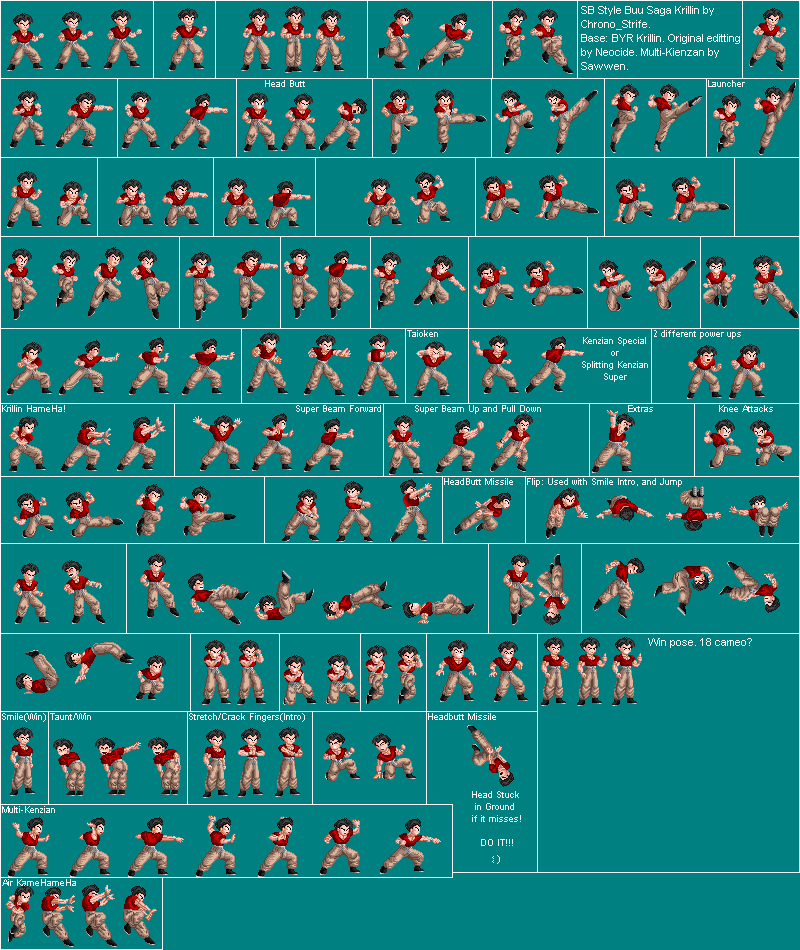 SB Style Buu Saga Krillin by
Chrono_Strife.
Base: BYR Krillin. Original editting
by Neocide. Multi-Kienzan by
Sawwen.
Head Butt
Launcher
Taioken
Kenzian Special
or
Splitting Kenzian
Super
2 different power ups
Krillin HameHa!
Super Beam Forward
Super Beam Up and Pull Down
Extras
Knee Attacks
HeadButt Missile
Flip: Used with Smile Intro, and Jump
Win pose. 18 cameo?
Smile(Win)
Taunt/Win
Stretch/Crack Fingers(Intro)
Headbutt Missile
Head Stuck
in Ground
if it misses!
DO IT!!!
:)
Multi-Kenzian
Air KameHameHa